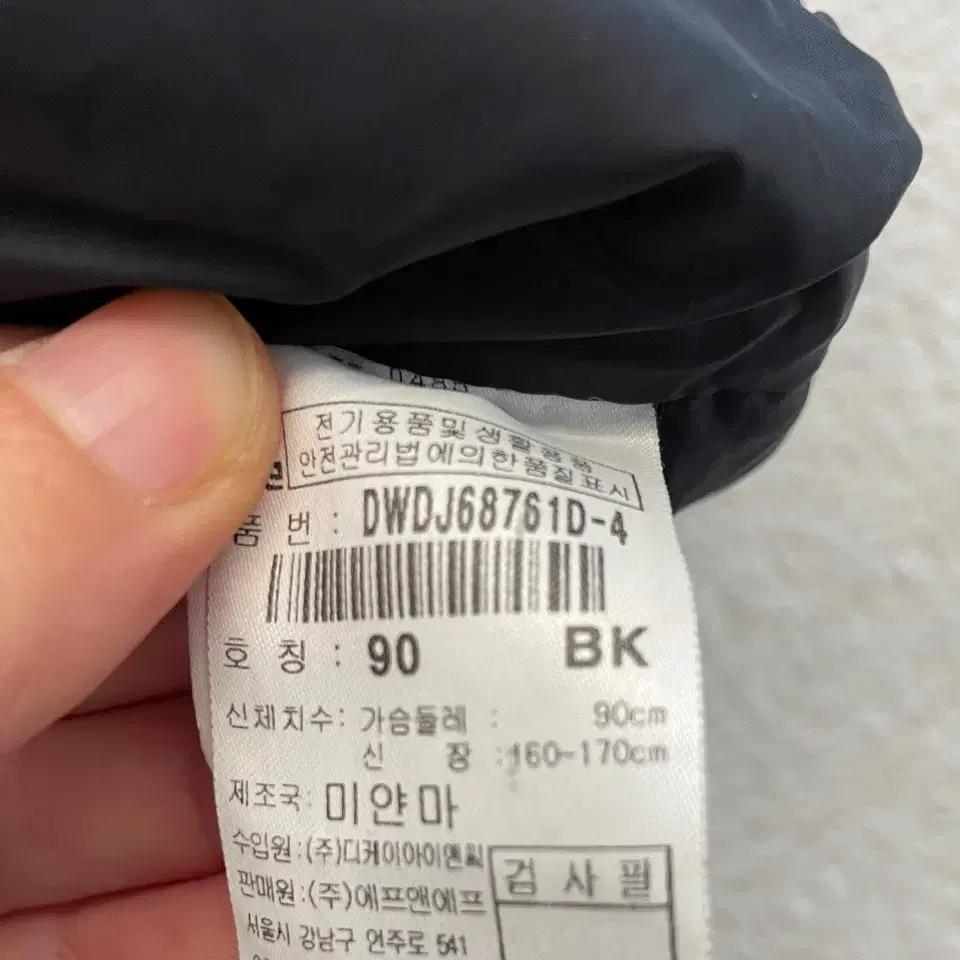 전기용품및생활용품
안전관리법에의한품질표시
품 번 : DWDJ68761D-4
호 칭 : 90 BK
신체치수: 가슴둘레 : 90cm
신 장 :160-170cm
제조국: 미얀마
수입원:(주)디케이아이앤씨
판매원:(주)에프앤에프
서울시 강남구 언주로 541
검 사 필